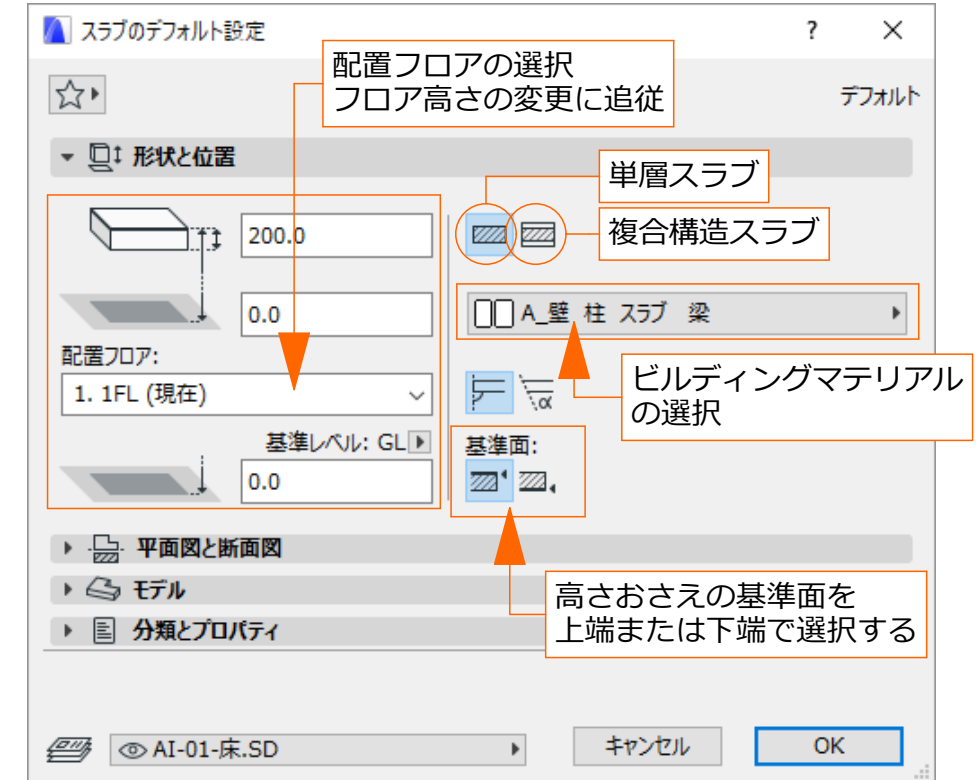 スラブのデフォルト設定
?
配置フロアの選択
フロア高さの変更に追従
デフォルト
形状と位置
単層スラブ
200.0
複合構造スラブ
0.0
A_壁 柱 スラブ 梁
配置フロア:
1. 1FL (現在)
α
ビルディングマテリアル
の選択
基準レベル: GL
基準面:
0.0
平面図と断面図
モデル
高さおさえの基準面を
上端または下端で選択する
分類とプロパティ
AI-01-床.SD
キャンセル
OK